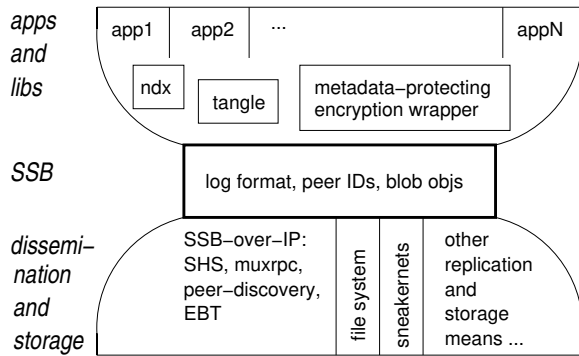 apps
and
libs
app1
app2
...
appN
ndx
tangle
metadata−protecting
encryption wrapper
SSB
log format, peer IDs, blob objs
dissemi−
nation
and
storage
SSB−over−IP:
SHS, muxrpc,
peer−discovery,
EBT
file system
sneakernets
other
replication
and
storage
means ...